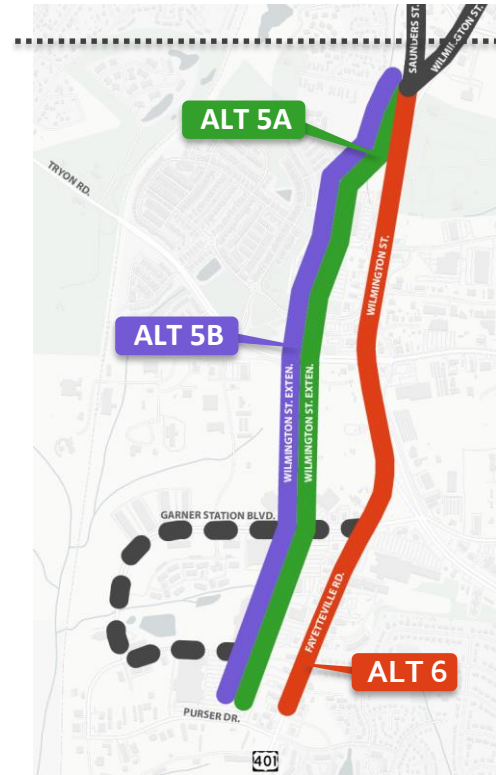 SAUNDERS ST.
WILMINGTON ST.
ALT 5A
TRYON RD.
WILMINGTON ST.
ALT 5B
WILMINGTON ST. EXTEN.
WILMINGTON ST. EXTEN.
GARNER STATION BLVD.
FAYETTEVILLE RD.
ALT 6
PURSER DR.
401